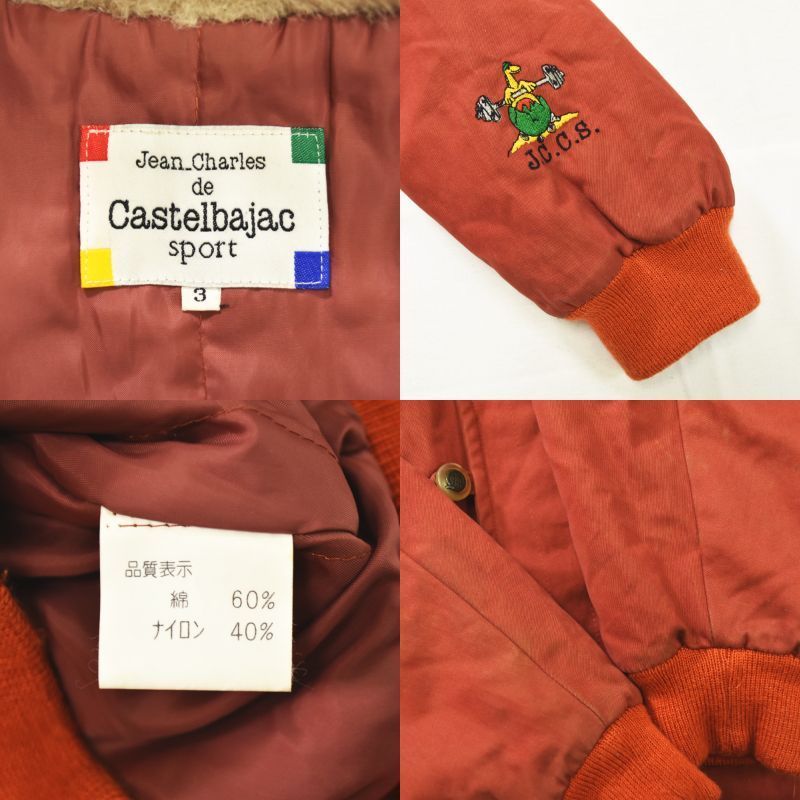 Jean_Charles
de
Castelbajac
sport
3
J.C.C.S.
品質表示
綿 60%
ナイロン 40%